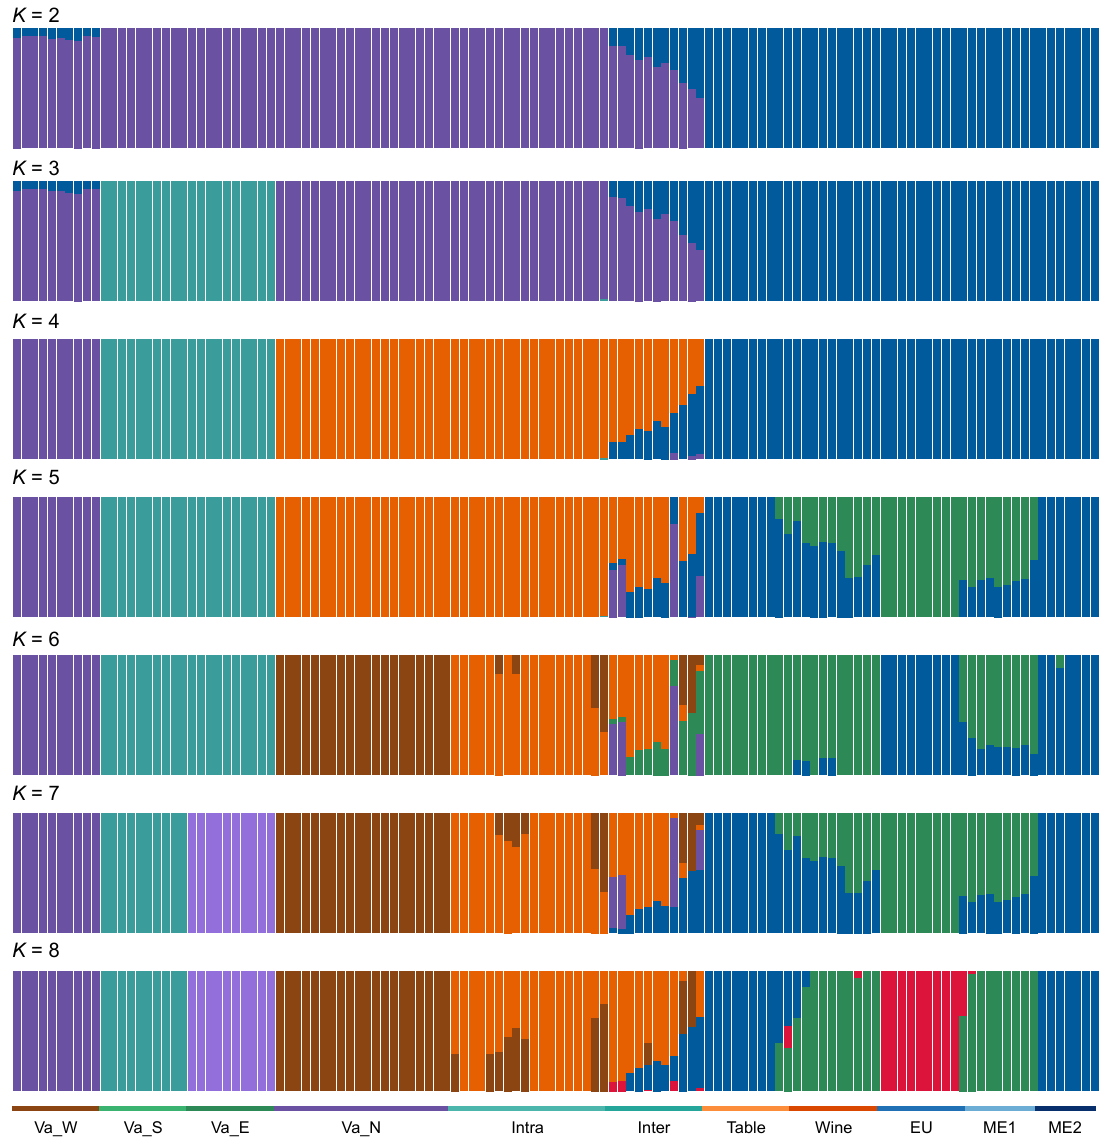 K = 2
K = 3
K = 4
K = 5
K = 6
K = 7
K = 8
Va_W Va_S Va_E Va_N Intra Inter Table Wine EU ME1 ME2